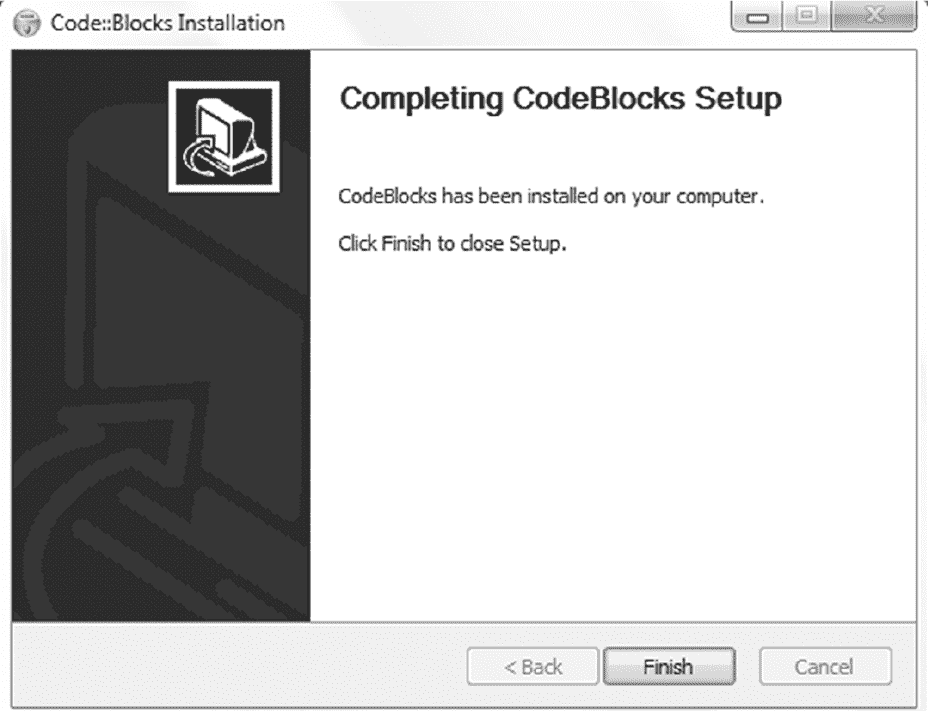 Code::Blocks Installation
Completing CodeBlocks Setup
CodeBlocks has been installed on your computer.
Click Finish to close Setup.
< Back
Finish
Cancel